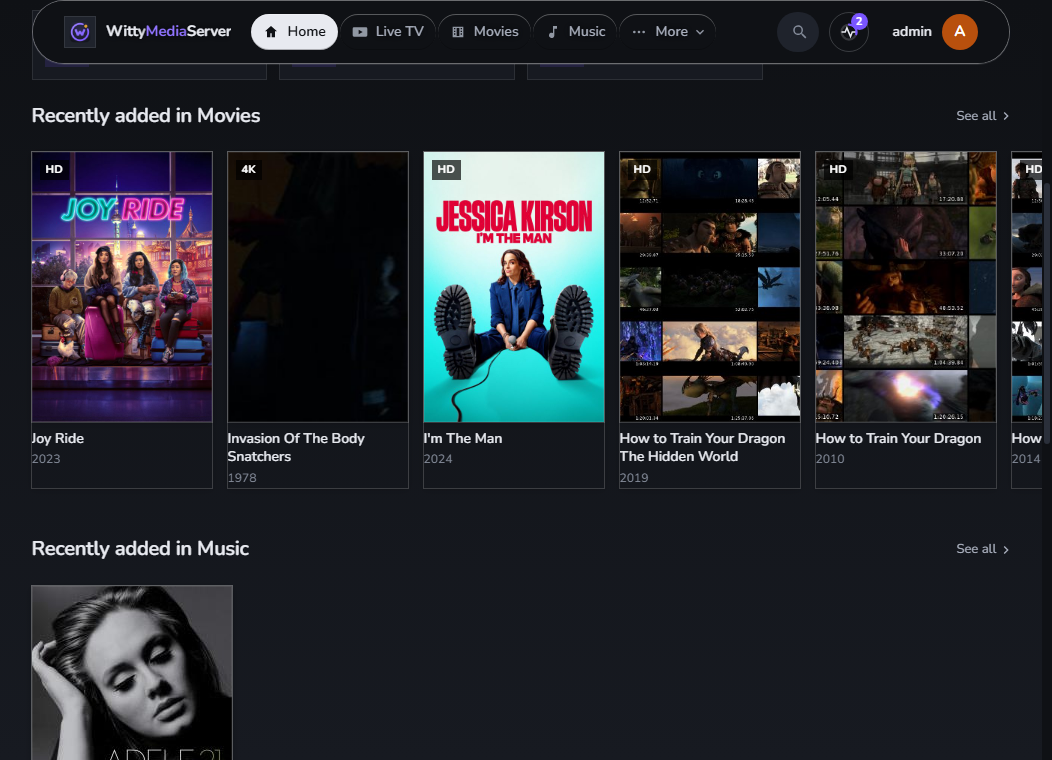 WittyMediaServer
Home
Live TV
Movies
Music
More
2
admin
A
Recently added in Movies
See all
HD
JOY RIDE
4K
HD
JESSICA KIRSON
I'M THE MAN
HD
HD
HD
Joy Ride
2023
Invasion Of The Body
Snatchers
1978
I'm The Man
2024
How to Train Your Dragon
The Hidden World
2019
How to Train Your Dragon
2010
How
2014
Recently added in Music
See all
ADELE 21